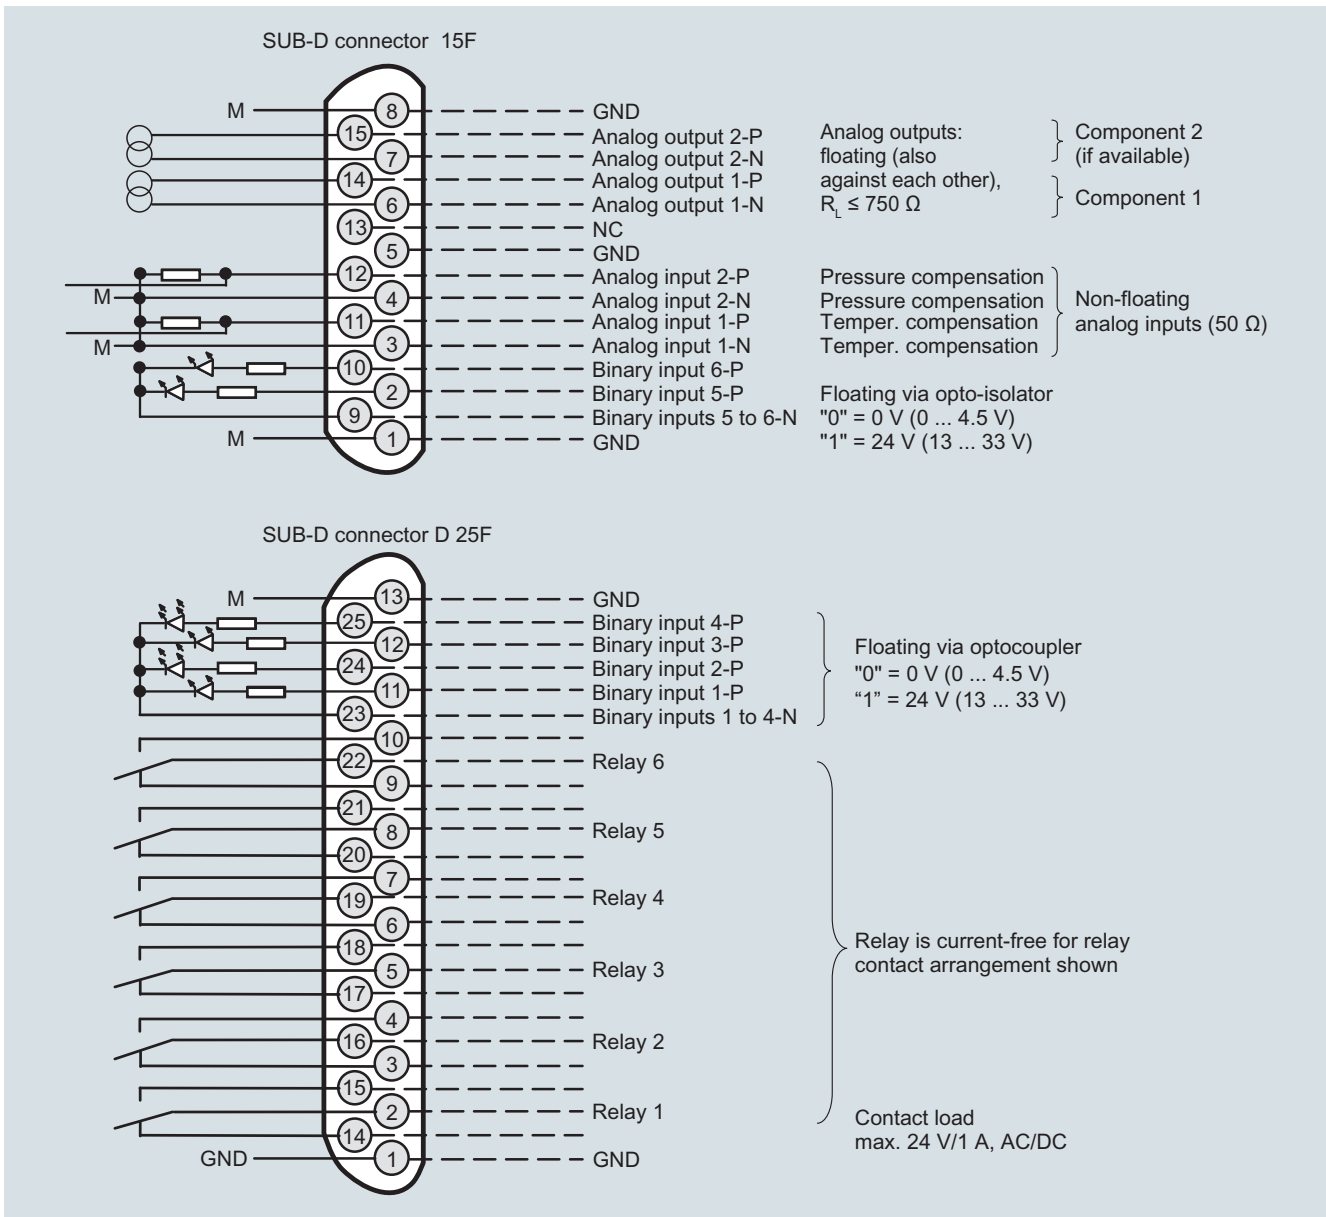 SUB-D connector 15F
M 8 GND
15 Analog output 2-P Analog outputs: Component 2
7 Analog output 2-N floating (also (if available)
14 Analog output 1-P against each other),
6 Analog output 1-N R_L ≤ 750 Ω Component 1
13 NC
5 GND
12 Analog input 2-P Pressure compensation
M 4 Analog input 2-N Pressure compensation Non-floating
11 Analog input 1-P Temper. compensation analog inputs (50 Ω)
M 3 Analog input 1-N Temper. compensation
10 Binary input 6-P
2 Binary input 5-P Floating via opto-isolator
9 Binary inputs 5 to 6-N "0" = 0 V (0 ... 4.5 V)
M 1 GND "1" = 24 V (13 ... 33 V)
SUB-D connector D 25F
M 13 GND
25 Binary input 4-P
12 Binary input 3-P Floating via optocoupler
24 Binary input 2-P "0" = 0 V (0 ... 4.5 V)
11 Binary input 1-P “1” = 24 V (13 ... 33 V)
23 Binary inputs 1 to 4-N
10
22 Relay 6
9
21
8 Relay 5
20
7
19 Relay 4
6
18 Relay is current-free for relay
5 Relay 3 contact arrangement shown
17
4
16 Relay 2
3
15
2 Relay 1 Contact load
14 max. 24 V/1 A, AC/DC
GND 1 GND